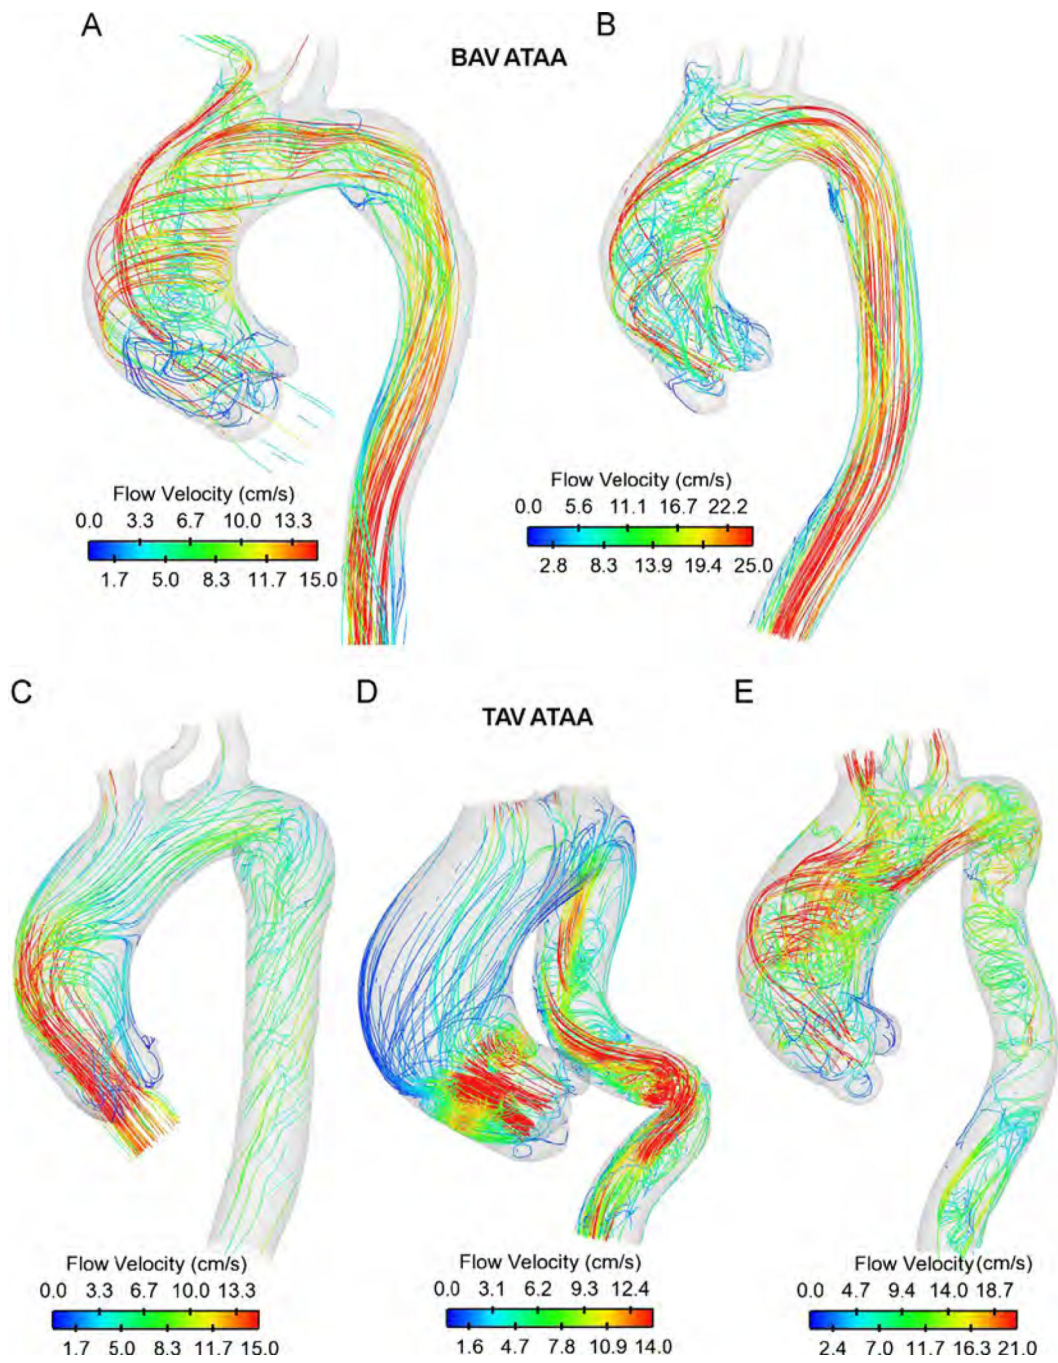 A
B
BAV ATAA
Flow Velocity (cm/s)
0.0 3.3 6.7 10.0 13.3
1.7 5.0 8.3 11.7 15.0
Flow Velocity (cm/s)
0.0 5.6 11.1 16.7 22.2
2.8 8.3 13.9 19.4 25.0
C
D
E
TAV ATAA
Flow Velocity (cm/s)
0.0 3.3 6.7 10.0 13.3
1.7 5.0 8.3 11.7 15.0
Flow Velocity (cm/s)
0.0 3.1 6.2 9.3 12.4
1.6 4.7 7.8 10.9 14.0
Flow Velocity (cm/s)
0.0 4.7 9.4 14.0 18.7
2.4 7.0 11.7 16.3 21.0